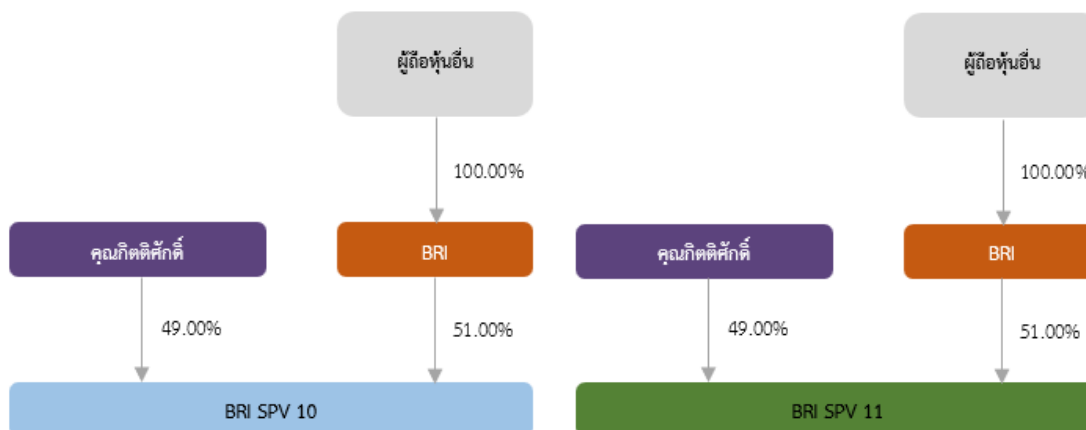 ผู้ถือหุ้นอื่น
100.00%
คุณกิตติศักดิ์
BRI
49.00%
51.00%
BRI SPV 10
ผู้ถือหุ้นอื่น
100.00%
คุณกิตติศักดิ์
BRI
49.00%
51.00%
BRI SPV 11